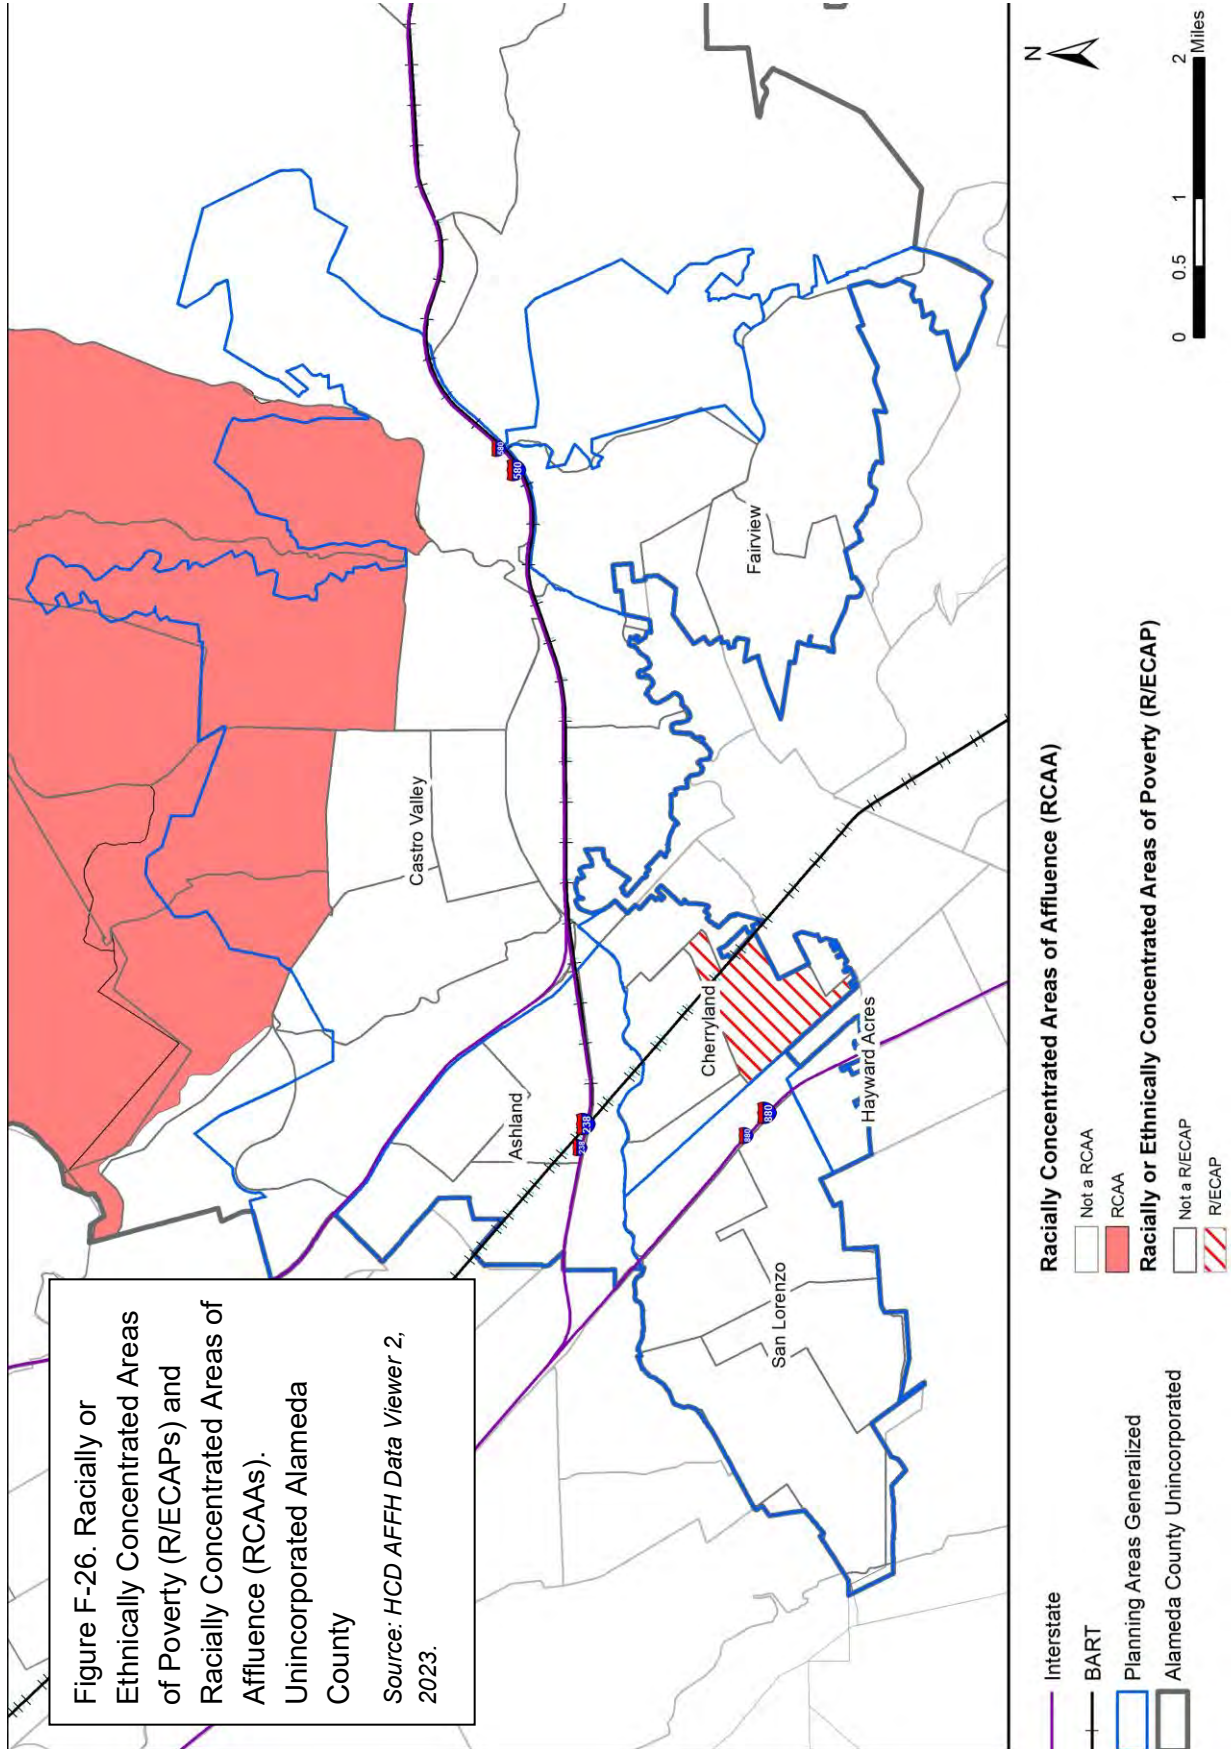 Figure F-26. Racially or
Ethnically Concentrated Areas
of Poverty (R/ECAPs) and
Racially Concentrated Areas of
Affluence (RCAAs).
Unincorporated Alameda
County
Source: HCD AFFH Data Viewer 2,
2023.
Castro Valley
Ashland
Cherryland
Hayward Acres
San Lorenzo
Fairview
580
580
238
238
880
880
Interstate
BART
Planning Areas Generalized
Alameda County Unincorporated
Racially Concentrated Areas of Affluence (RCAA)
Not a RCAA
RCAA
Racially or Ethnically Concentrated Areas of Poverty (R/ECAP)
Not a R/ECAP
R/ECAP
N
0 0.5 1 2
Miles